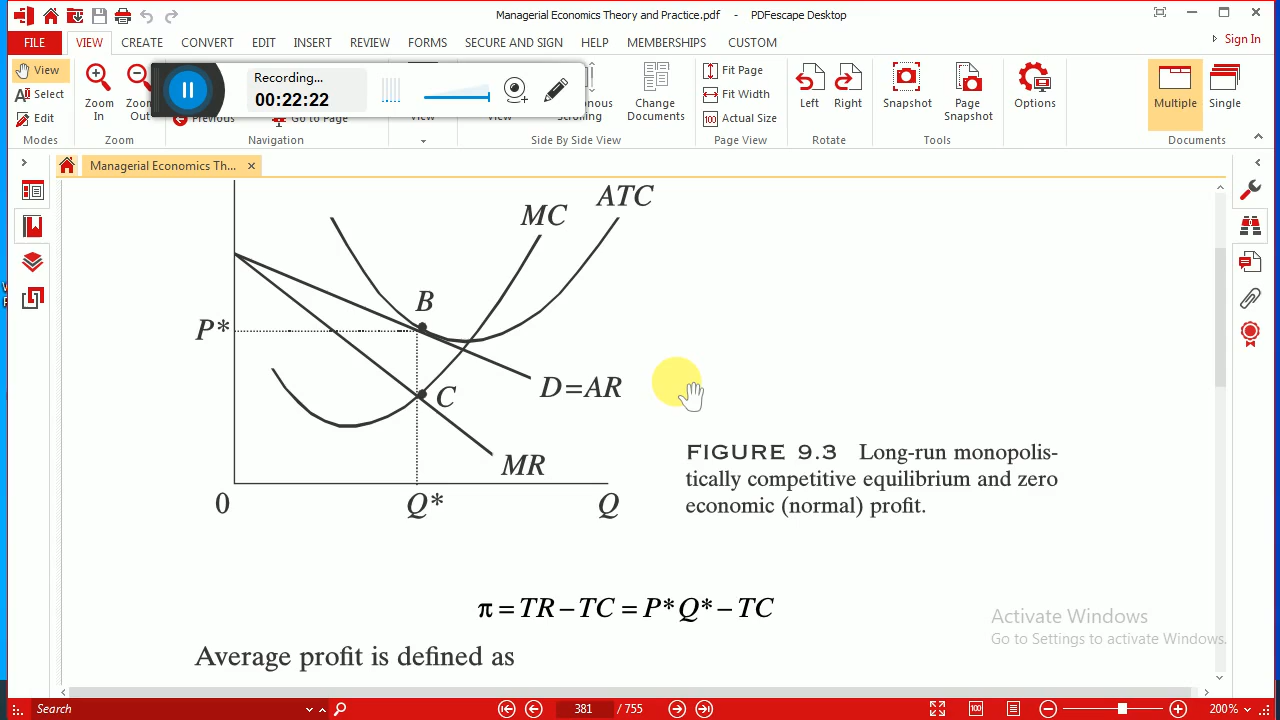 Managerial Economics Theory and Practice.pdf - PDFescape Desktop
FILE VIEW CREATE CONVERT EDIT INSERT REVIEW FORMS SECURE AND SIGN HELP MEMBERSHIPS CUSTOM Sign In
View
Select
Edit
Modes
Zoom In
Zoom Out
Zoom
Recording...
00:22:22
Previous
Go to Page
Navigation
View
View
Change Documents
Side By Side View
Fit Page
Fit Width
Actual Size
Page View
Left
Right
Rotate
Snapshot
Page Snapshot
Tools
Options
Multiple
Single
Documents
Managerial Economics Th... ×
ATC
MC
B
P*
D=AR
C
MR
0 Q* Q
FIGURE 9.3 Long-run monopolis-
tically competitive equilibrium and zero
economic (normal) profit.
π = TR – TC = P*Q* – TC
Average profit is defined as
Activate Windows
Go to Settings to activate Windows.
Search
381 / 755
100
200%